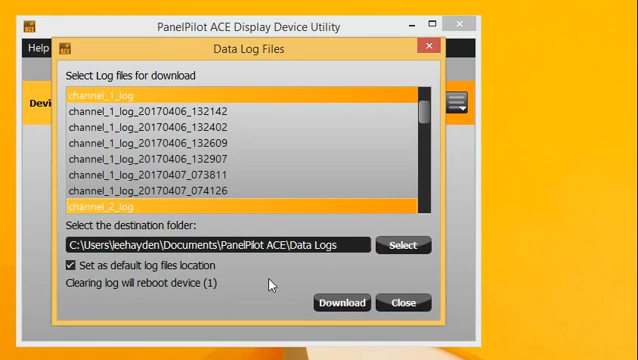 PanelPilot ACE Display Device Utility
Help
Data Log Files
Select Log files for download
channel_1_log
channel_1_log_20170406_132142
channel_1_log_20170406_132402
channel_1_log_20170406_132609
channel_1_log_20170406_132907
channel_1_log_20170407_073811
channel_1_log_20170407_074126
channel_2_log
Devi
Select the destination folder:
C:\Users\leehayden\Documents\PanelPilot ACE\Data Logs
Select
Set as default log files location
Clearing log will reboot device (1)
Download
Close